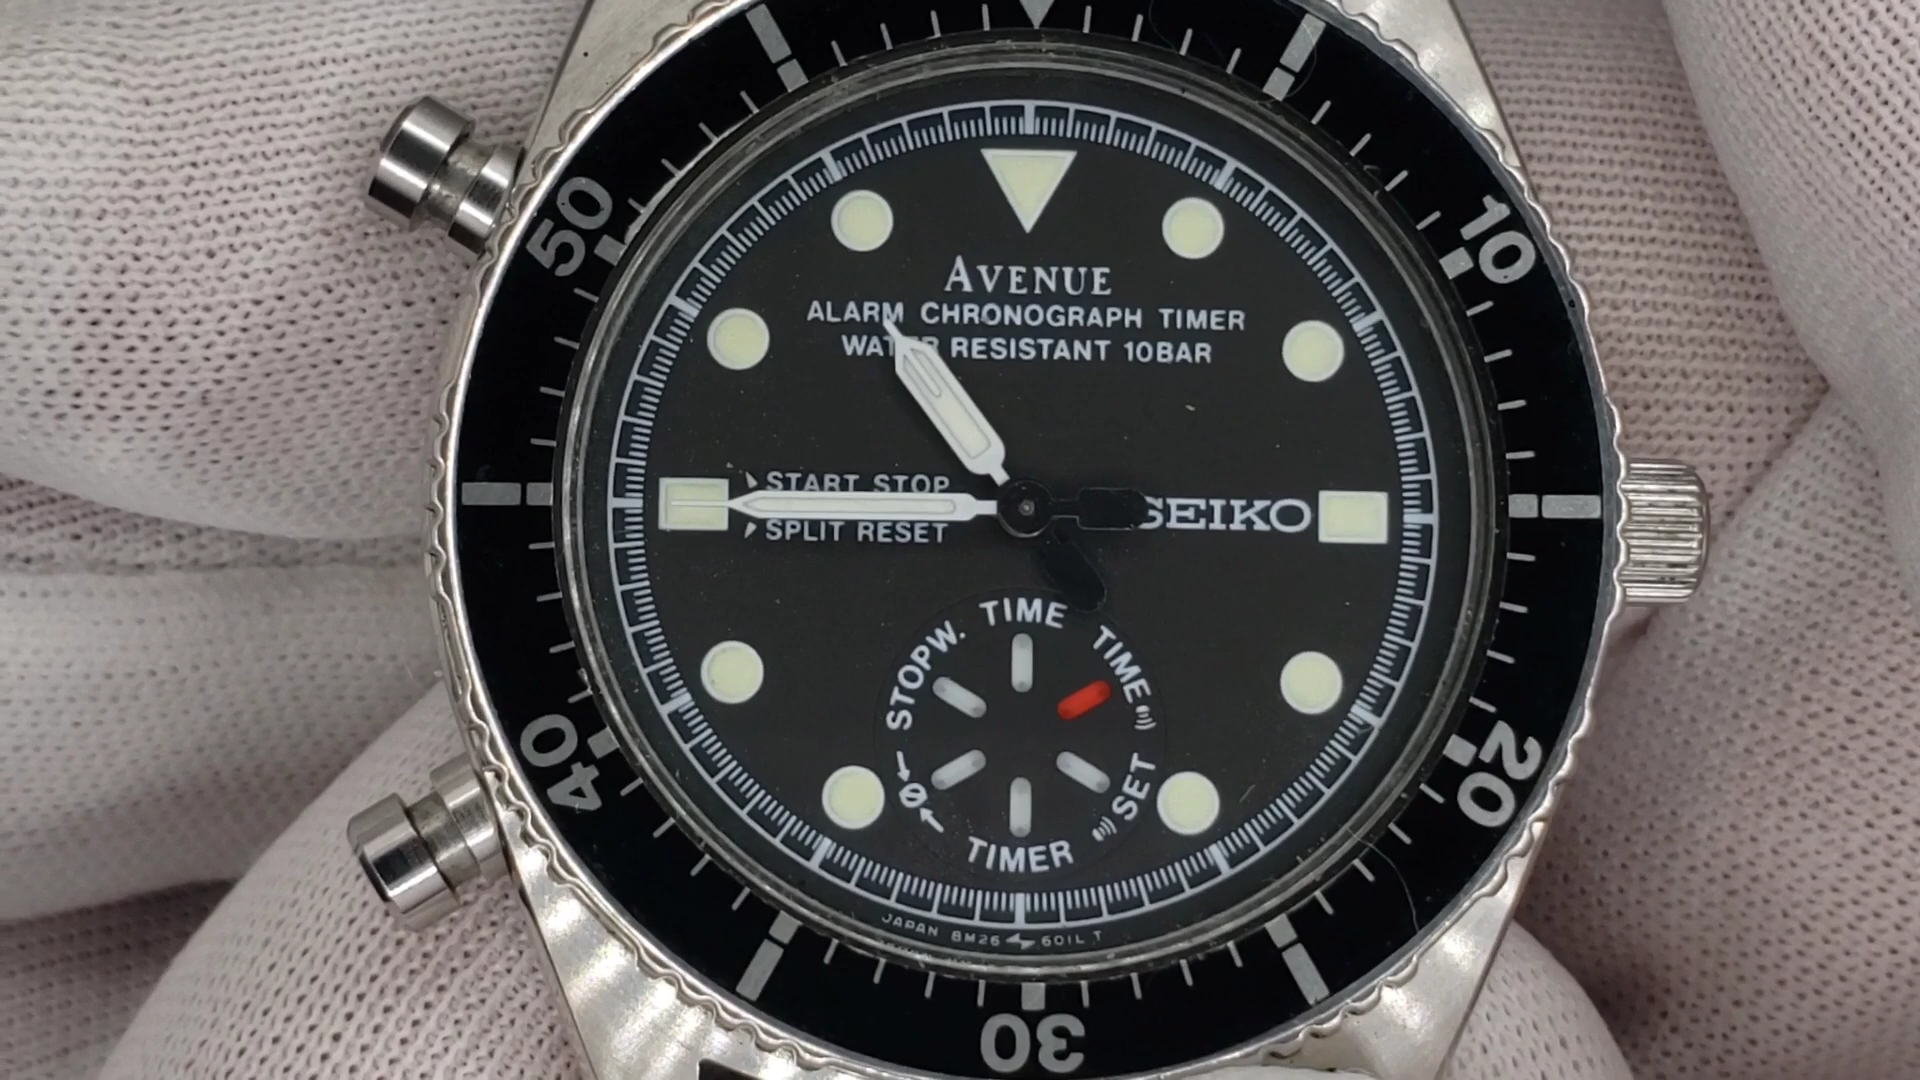 AVENUE
ALARM CHRONOGRAPH TIMER
WATER RESISTANT 10BAR
START STOP
SPLIT RESET
SEIKO
TIME
TIME
SET
TIMER
0
STOPW.
JAPAN 8M26 601L T
10
20
30
40
50